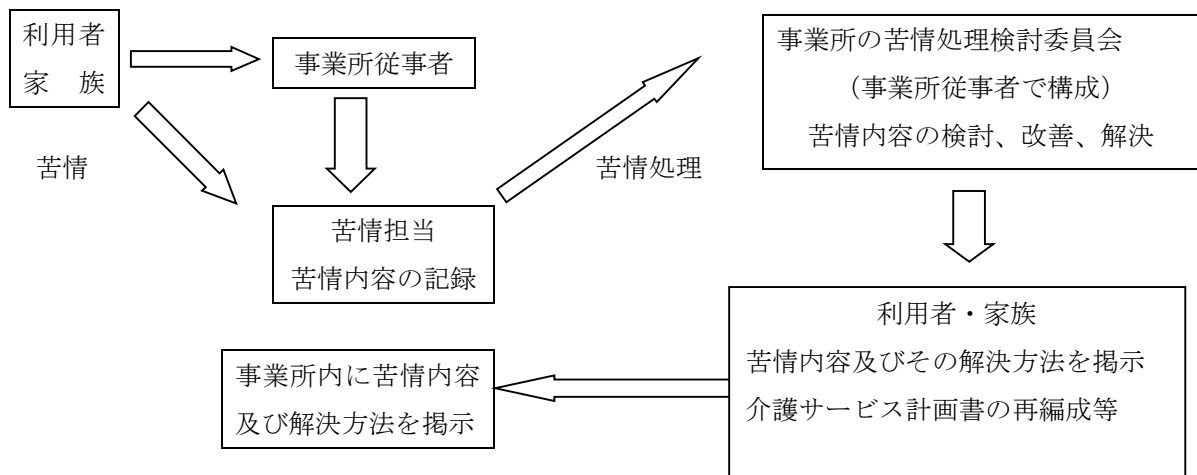 利用者
家　族
事業所従事者
苦情
苦情担当
苦情内容の記録
苦情処理
事業所の苦情処理検討委員会
（事業所従事者で構成）
苦情内容の検討、改善、解決
利用者・家族
苦情内容及びその解決方法を掲示
介護サービス計画書の再編成等
事業所内に苦情内容
及び解決方法を掲示